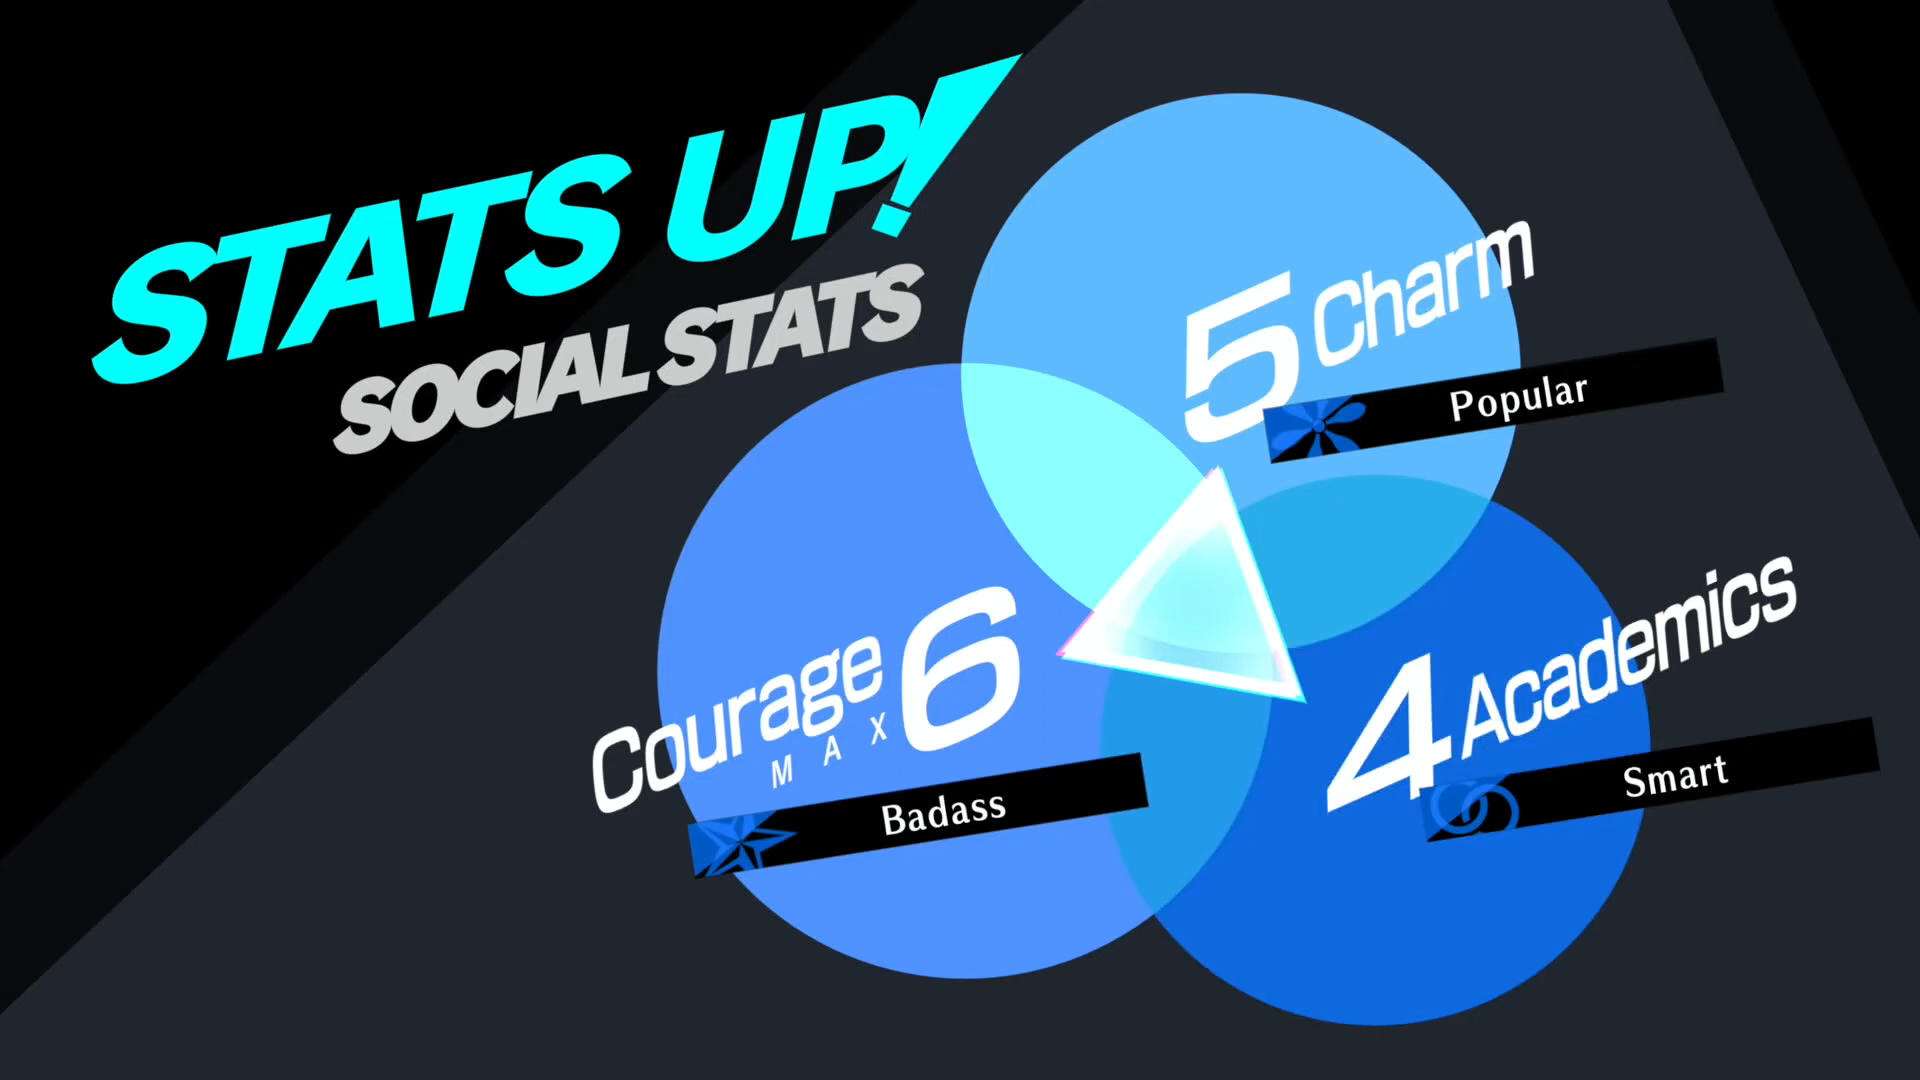 STATS UP!
SOCIAL STATS
5 Charm
Popular
Courage 6
MAX
Badass
4 Academics
Smart